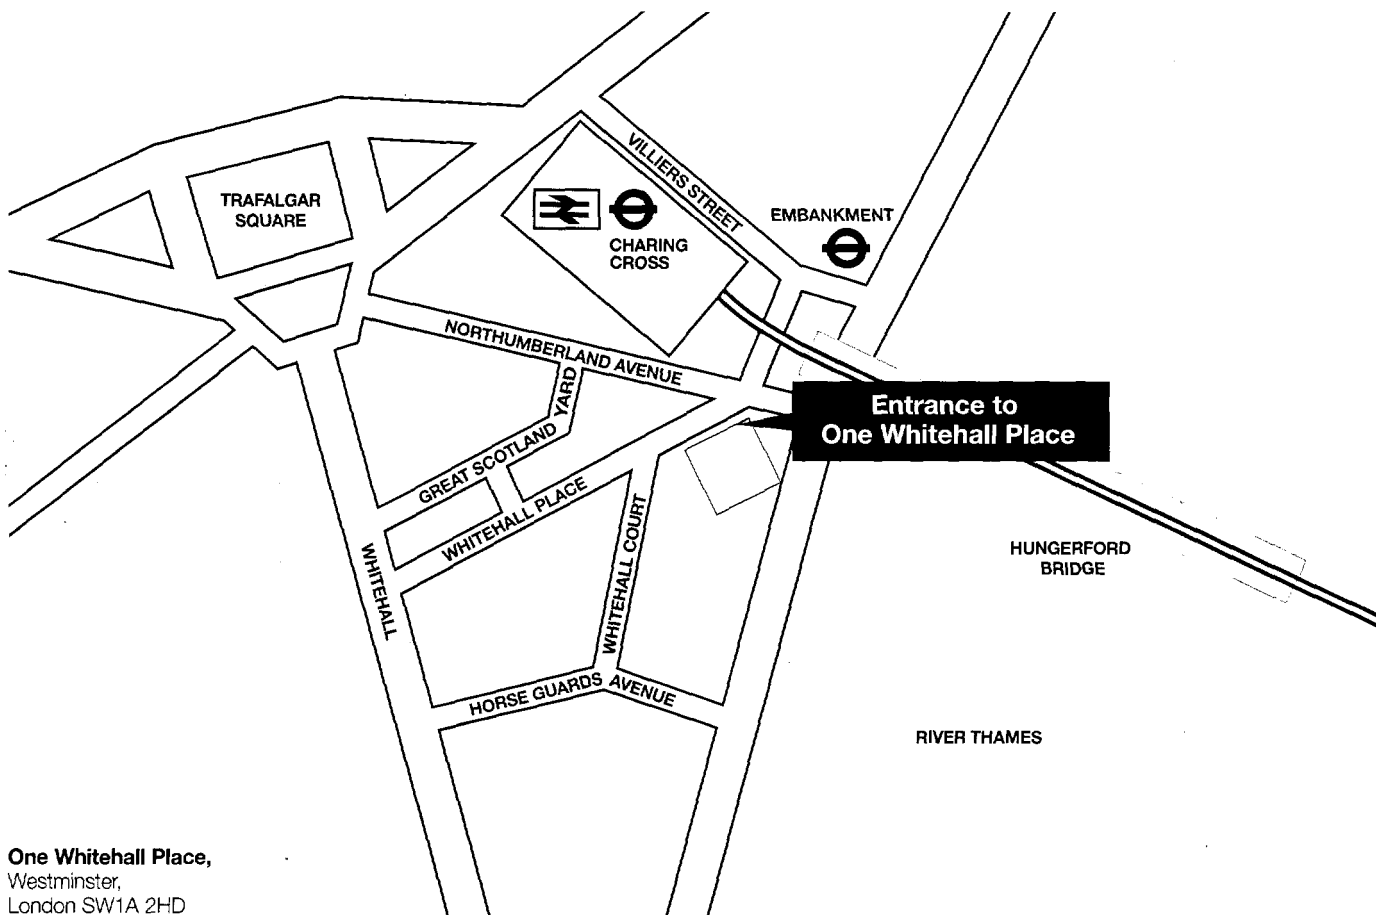 TRAFALGAR
SQUARE
VILLIERS STREET
EMBANKMENT
CHARING
CROSS
NORTHUMBERLAND AVENUE
Entrance to
One Whitehall Place
GREAT SCOTLAND YARD
WHITEHALL PLACE
WHITEHALL COURT
WHITEHALL
HUNGERFORD
BRIDGE
HORSE GUARDS AVENUE
RIVER THAMES
One Whitehall Place,
Westminster,
London SW1A 2HD